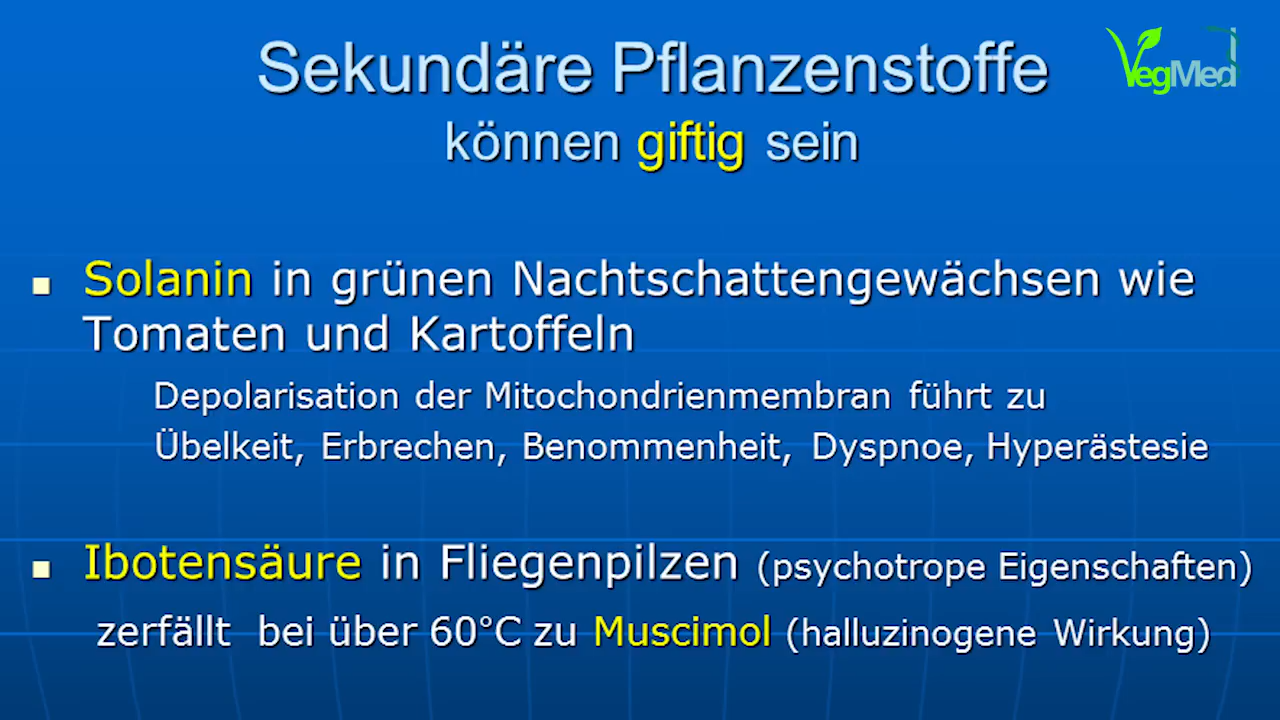 Sekundäre Pflanzenstoffe
können giftig sein
VegMed
Solanin in grünen Nachtschattengewächsen wie
Tomaten und Kartoffeln
Depolarisation der Mitochondrienmembran führt zu
Übelkeit, Erbrechen, Benommenheit, Dyspnoe, Hyperästesie
Ibotensäure in Fliegenpilzen (psychotrope Eigenschaften)
zerfällt bei über 60°C zu Muscimol (halluzinogene Wirkung)